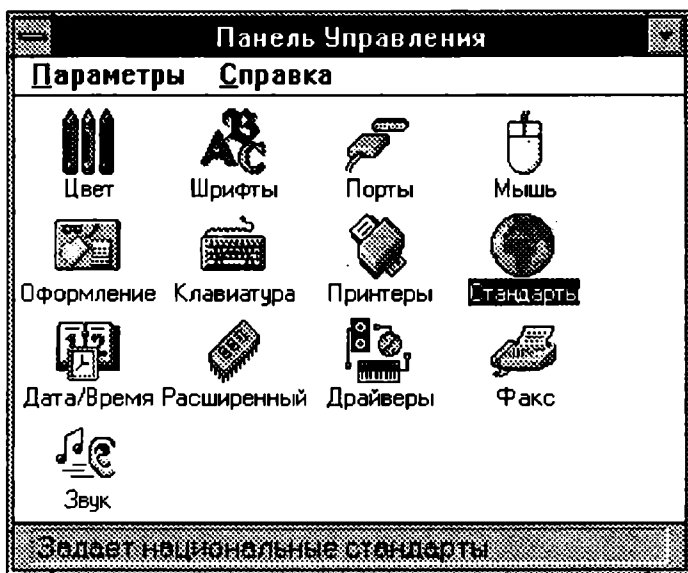 Панель Управления
Параметры Справка
Цвет Шрифты Порты Мышь
Оформление Клавиатура Принтеры Стандарты
Дата/Время Расширенный Драйверы Факс
Звук
Задает национальные стандарты